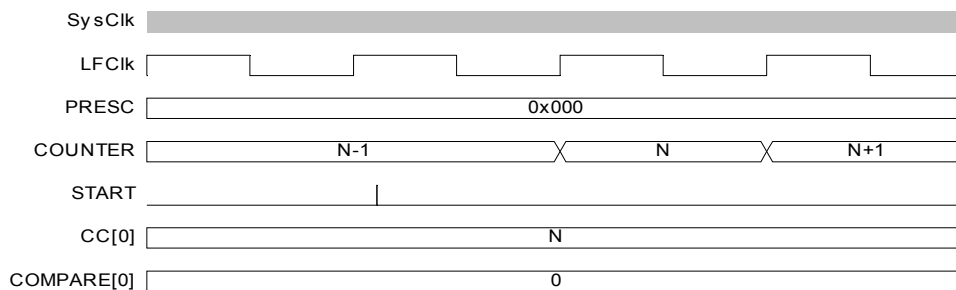 SysClk
LFClk
PRESC 0x000
COUNTER N-1 N N+1
START
CC[0] N
COMPARE[0] 0